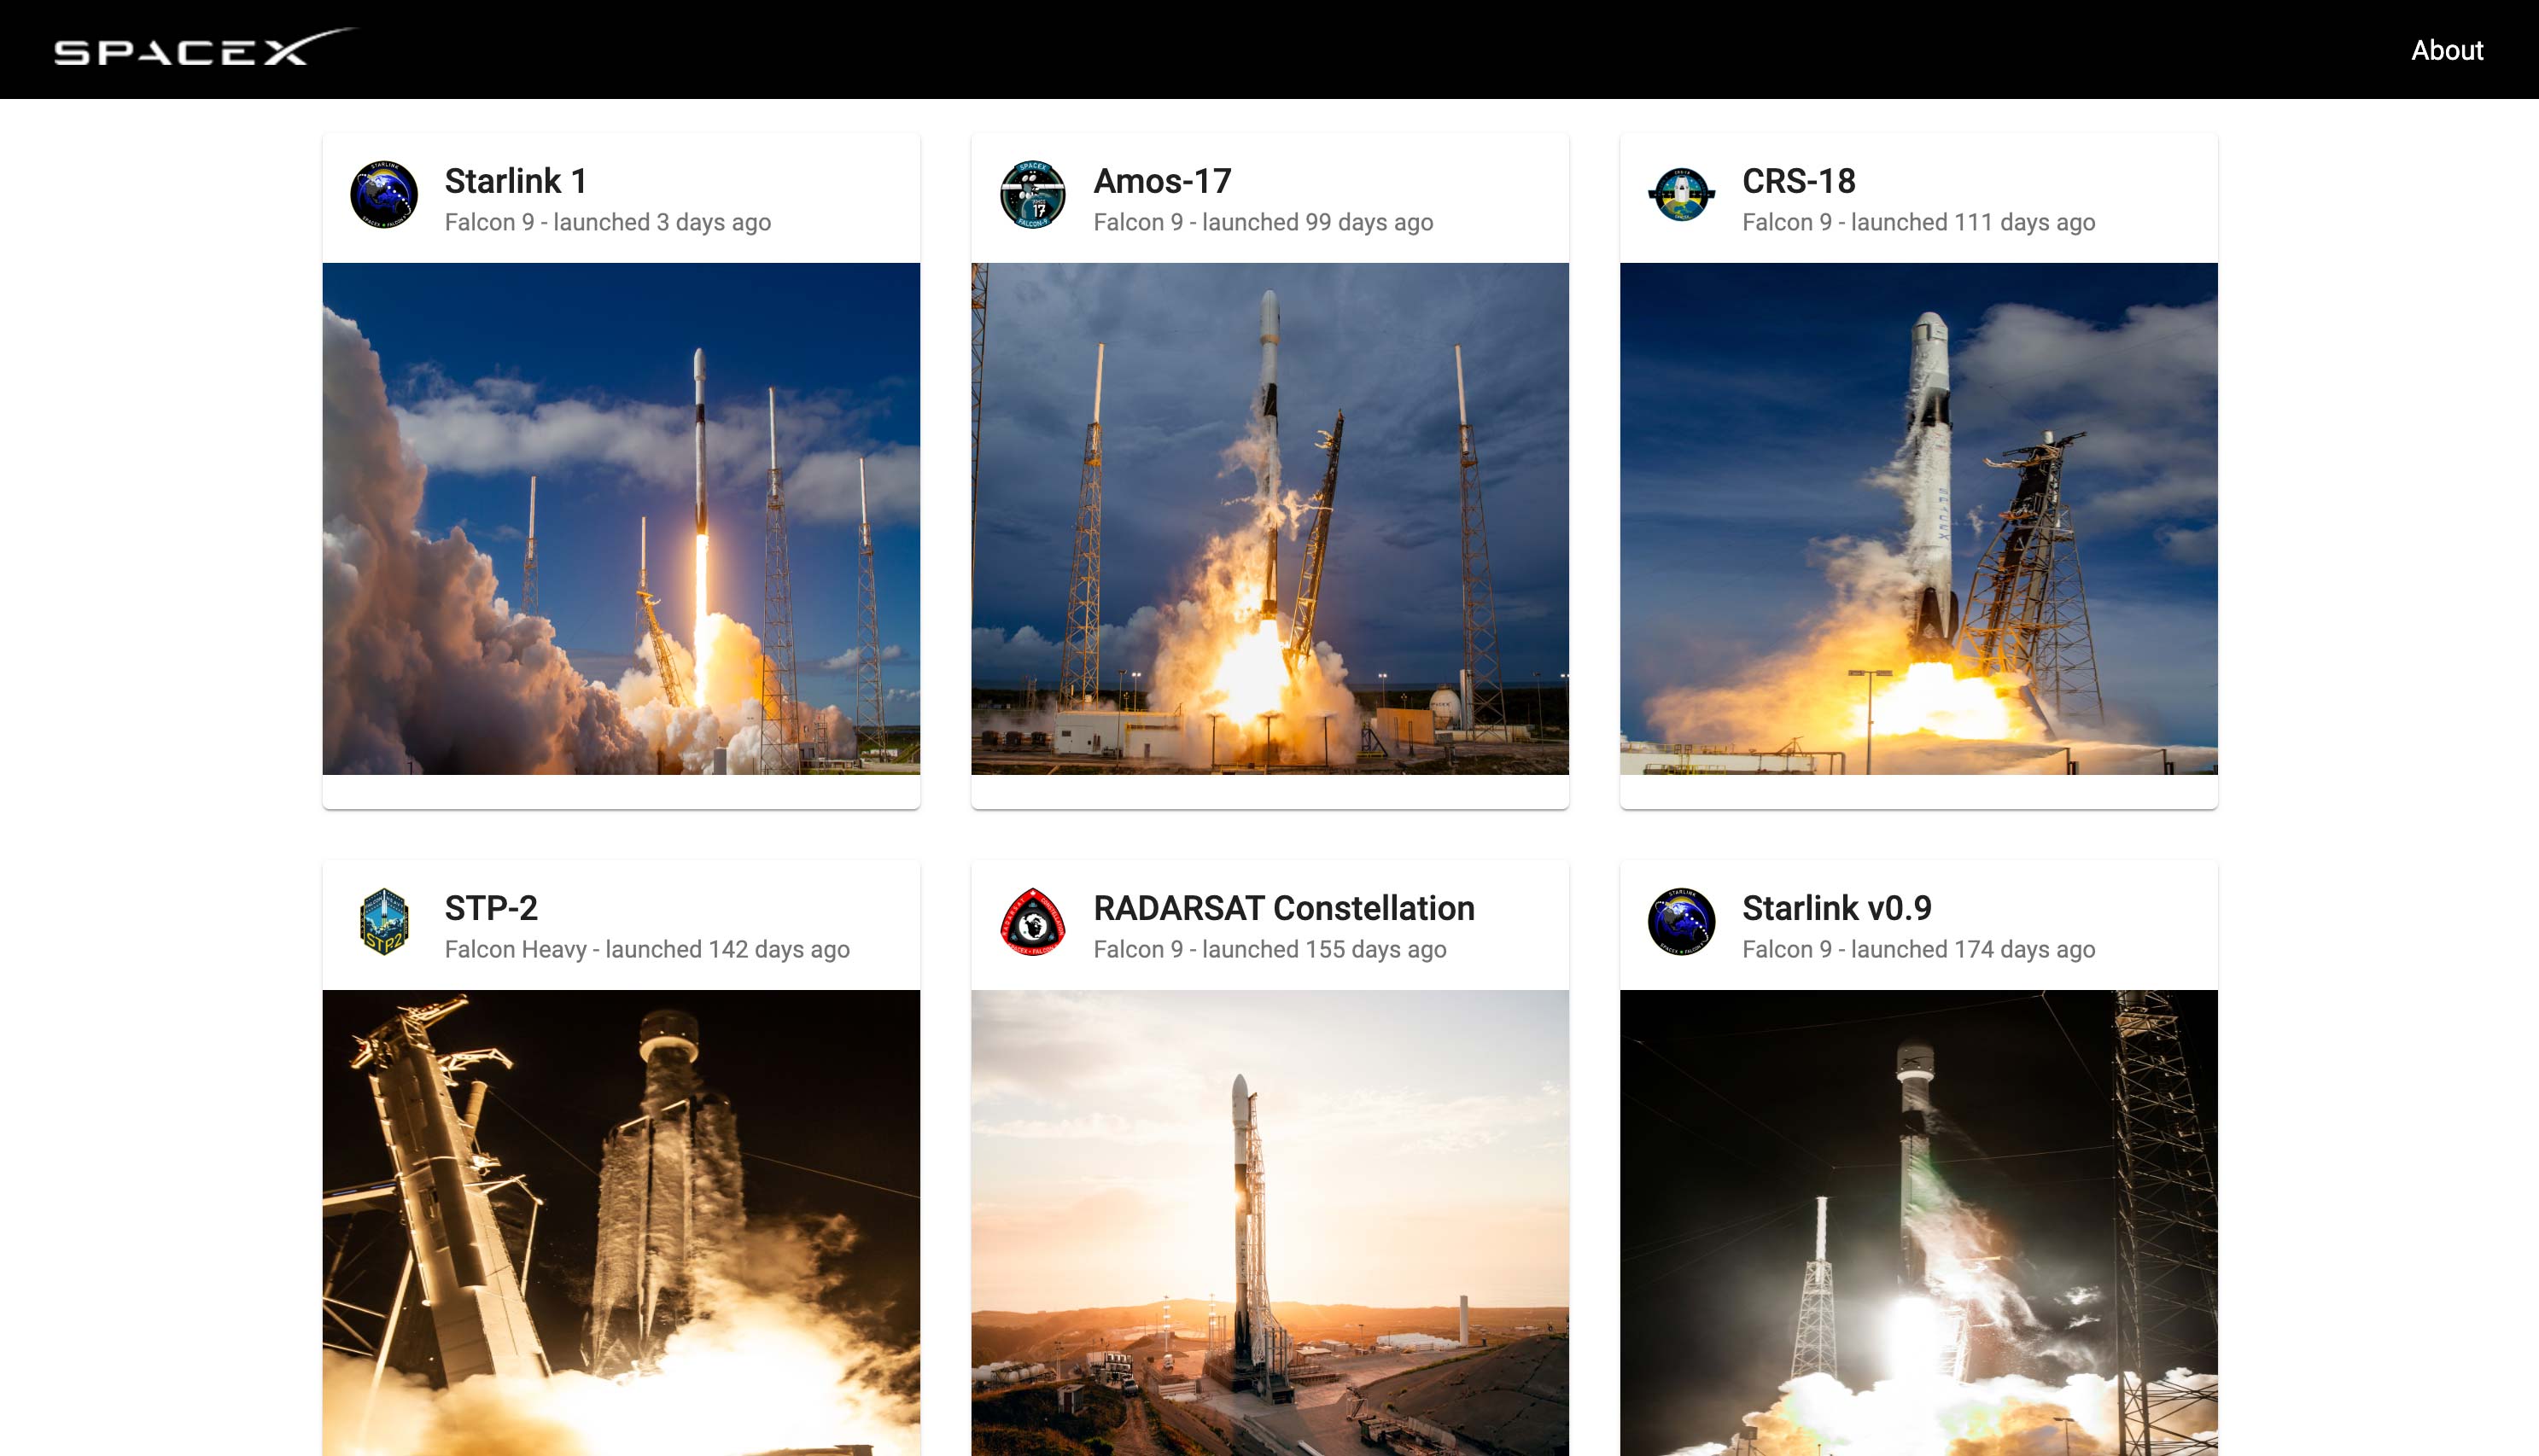 SPACEX
About
Starlink 1
Falcon 9 - launched 3 days ago
Amos-17
Falcon 9 - launched 99 days ago
CRS-18
Falcon 9 - launched 111 days ago
STP-2
Falcon Heavy - launched 142 days ago
RADARSAT Constellation
Falcon 9 - launched 155 days ago
Starlink v0.9
Falcon 9 - launched 174 days ago